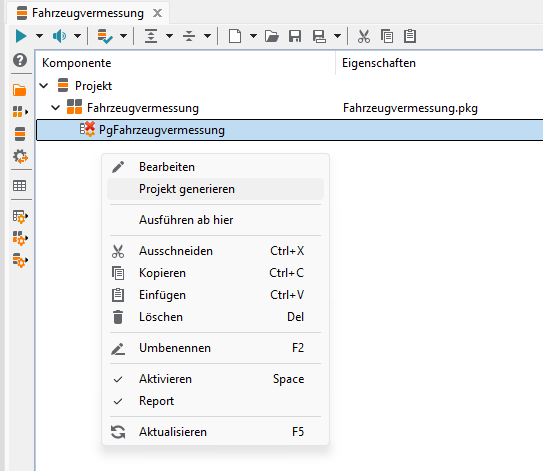 Fahrzeugvermessung
Komponente Eigenschaften
Projekt
Fahrzeugvermessung Fahrzeugvermessung.pkg
PgFahrzeugvermessung
Bearbeiten
Projekt generieren
Ausführen ab hier
Ausschneiden Ctrl+X
Kopieren Ctrl+C
Einfügen Ctrl+V
Löschen Del
Umbenennen F2
Aktivieren Space
Report
Aktualisieren F5